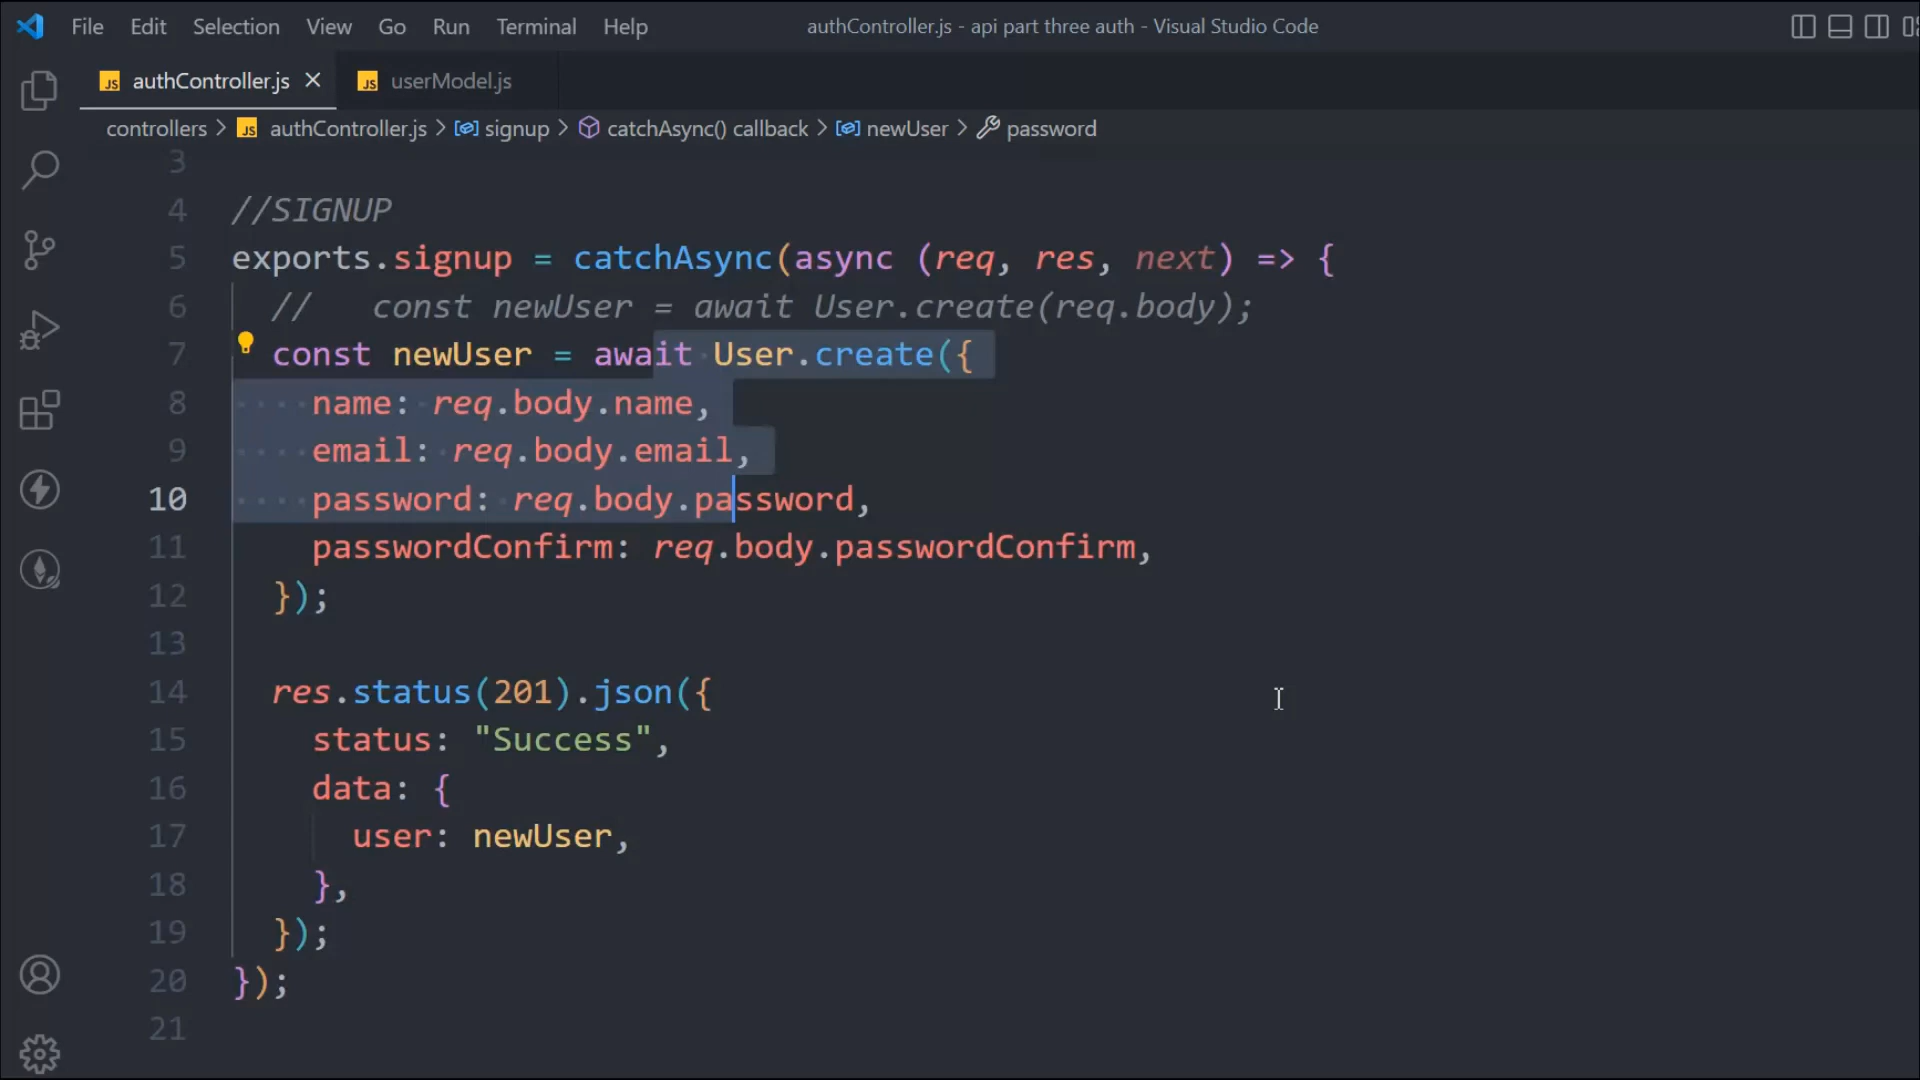 File Edit Selection View Go Run Terminal Help authController.js - api part three auth - Visual Studio Code
JS authController.js JS userModel.js
controllers > JS authController.js > signup > catchAsync() callback > newUser > password
3
4 //SIGNUP
5 exports.signup = catchAsync(async (req, res, next) => {
6 //   const newUser = await User.create(req.body);
7 const newUser = await User.create({
8 name: req.body.name,
9 email: req.body.email,
10 password: req.body.password,
11 passwordConfirm: req.body.passwordConfirm,
12 });
13
14 res.status(201).json({
15 status: "Success",
16 data: {
17 user: newUser,
18 },
19 });
20 });
21